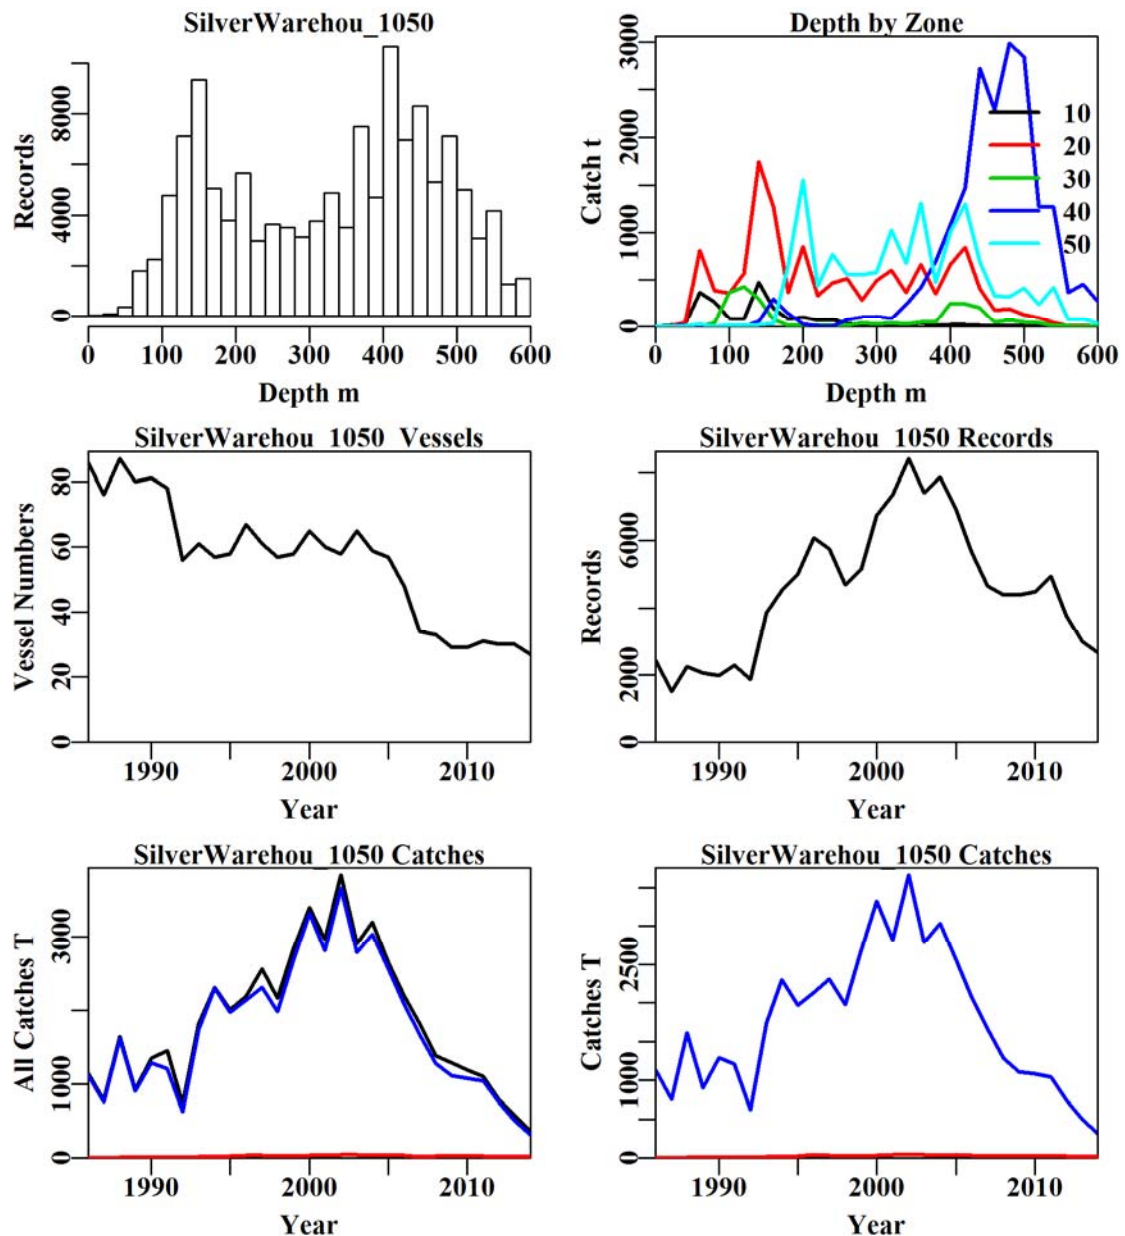 SilverWarehou_1050
Records
0 4000 8000
0 100 200 300 400 500 600
Depth m
Depth by Zone
Catch t
0 1000 2000 3000
10
20
30
40
50
0 100 200 300 400 500 600
Depth m
SilverWarehou_1050_Vessels
Vessel Numbers
0 20 40 60 80
1990 2000 2010
Year
SilverWarehou_1050 Records
Records
0 2000 6000
1990 2000 2010
Year
SilverWarehou_1050 Catches
All Catches T
0 1000 3000
1990 2000 2010
Year
SilverWarehou_1050 Catches
Catches T
0 1000 2500
1990 2000 2010
Year